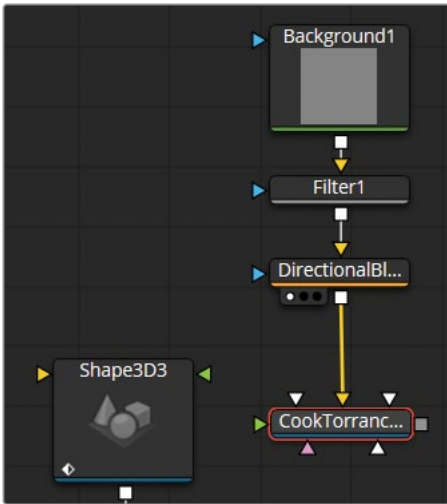 Background1
Filter1
DirectionalBl...
Shape3D3
CookTorranc...